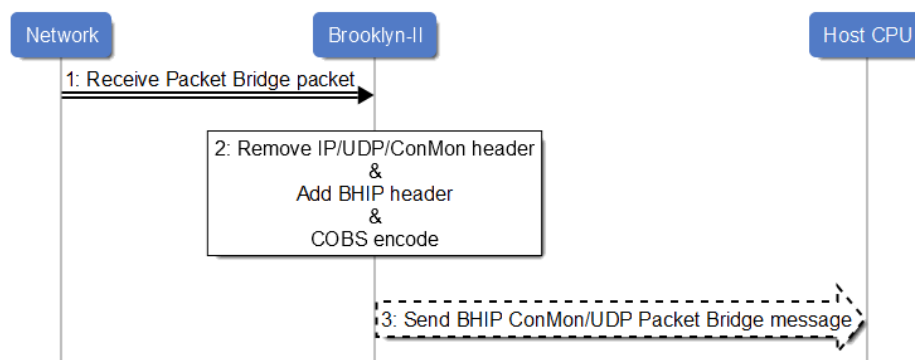 Network
Brooklyn-II
Host CPU
1: Receive Packet Bridge packet
2: Remove IP/UDP/ConMon header
&
Add BHIP header
&
COBS encode
3: Send BHIP ConMon/UDP Packet Bridge message